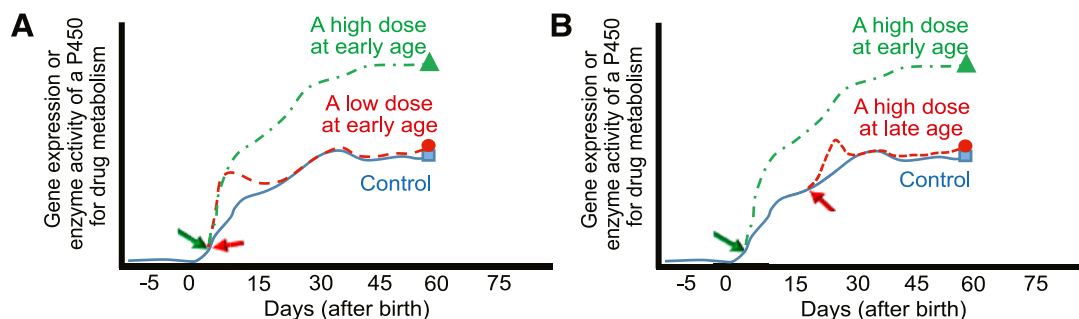 A
Gene expression or
enzyme activity of a P450
for drug metabolism
A high dose
at early age
A low dose
at early age
Control
-5 0 15 30 45 60 75
Days (after birth)
B
Gene expression or
enzyme activity of a P450
for drug metabolism
A high dose
at early age
A high dose
at late age
Control
-5 0 15 30 45 60 75
Days (after birth)